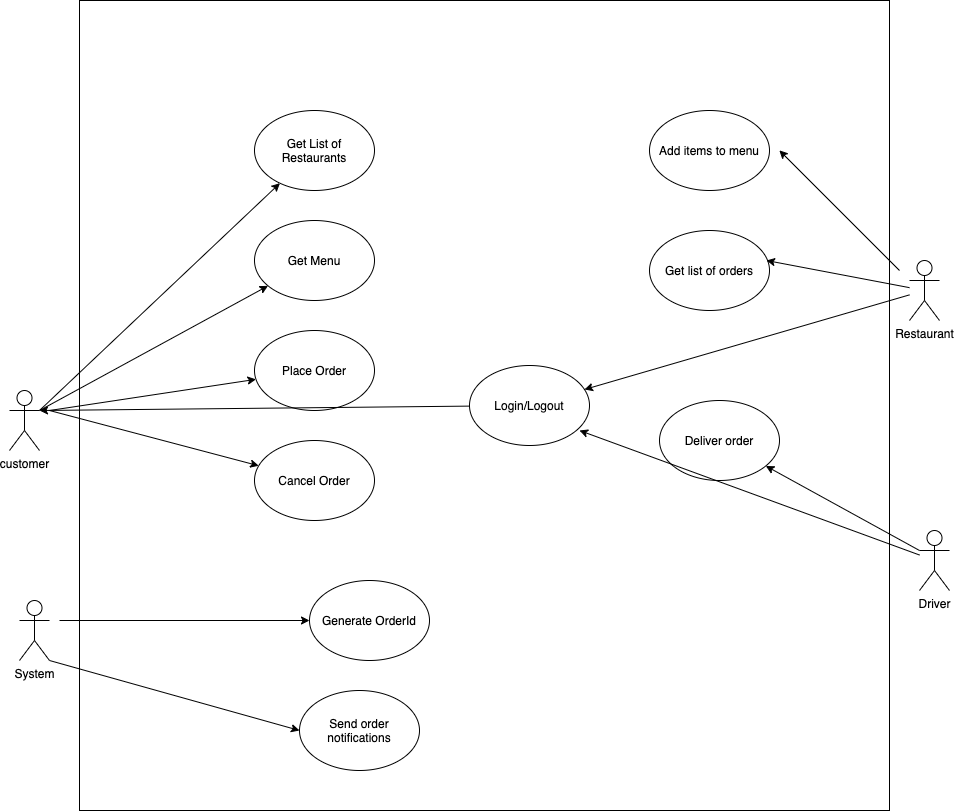 Get List of
Restaurants
Add items to menu
Get Menu
Get list of orders
Restaurant
Place Order
Login/Logout
Deliver order
customer
Cancel Order
Driver
Generate OrderId
System
Send order
notifications